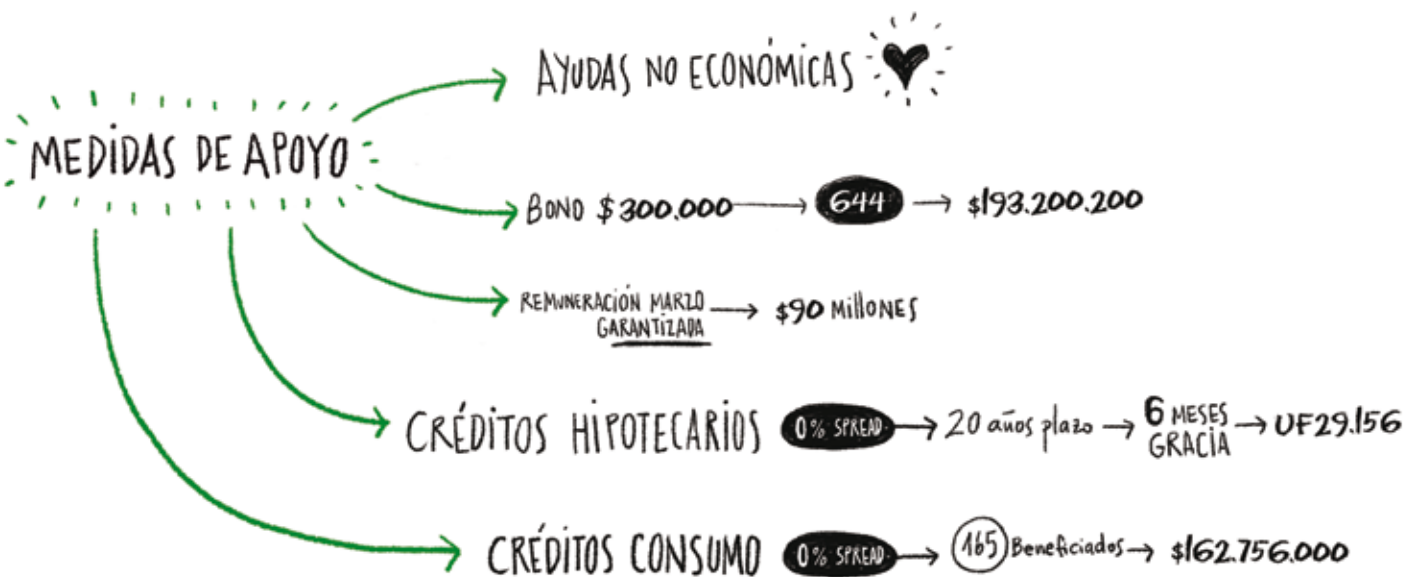 AYUDAS NO ECONÓMICAS
MEDIDAS DE APOYO
BONO $300.000 644 $193.200.200
REMUNERACIÓN MARZO
GARANTIZADA
$90 MILLONES
CRÉDITOS HIPOTECARIOS 0% SPREAD 20 años plazo 6 MESES
GRACIA
UF29.156
CRÉDITOS CONSUMO 0% SPREAD 165 Beneficiados $162.756.000